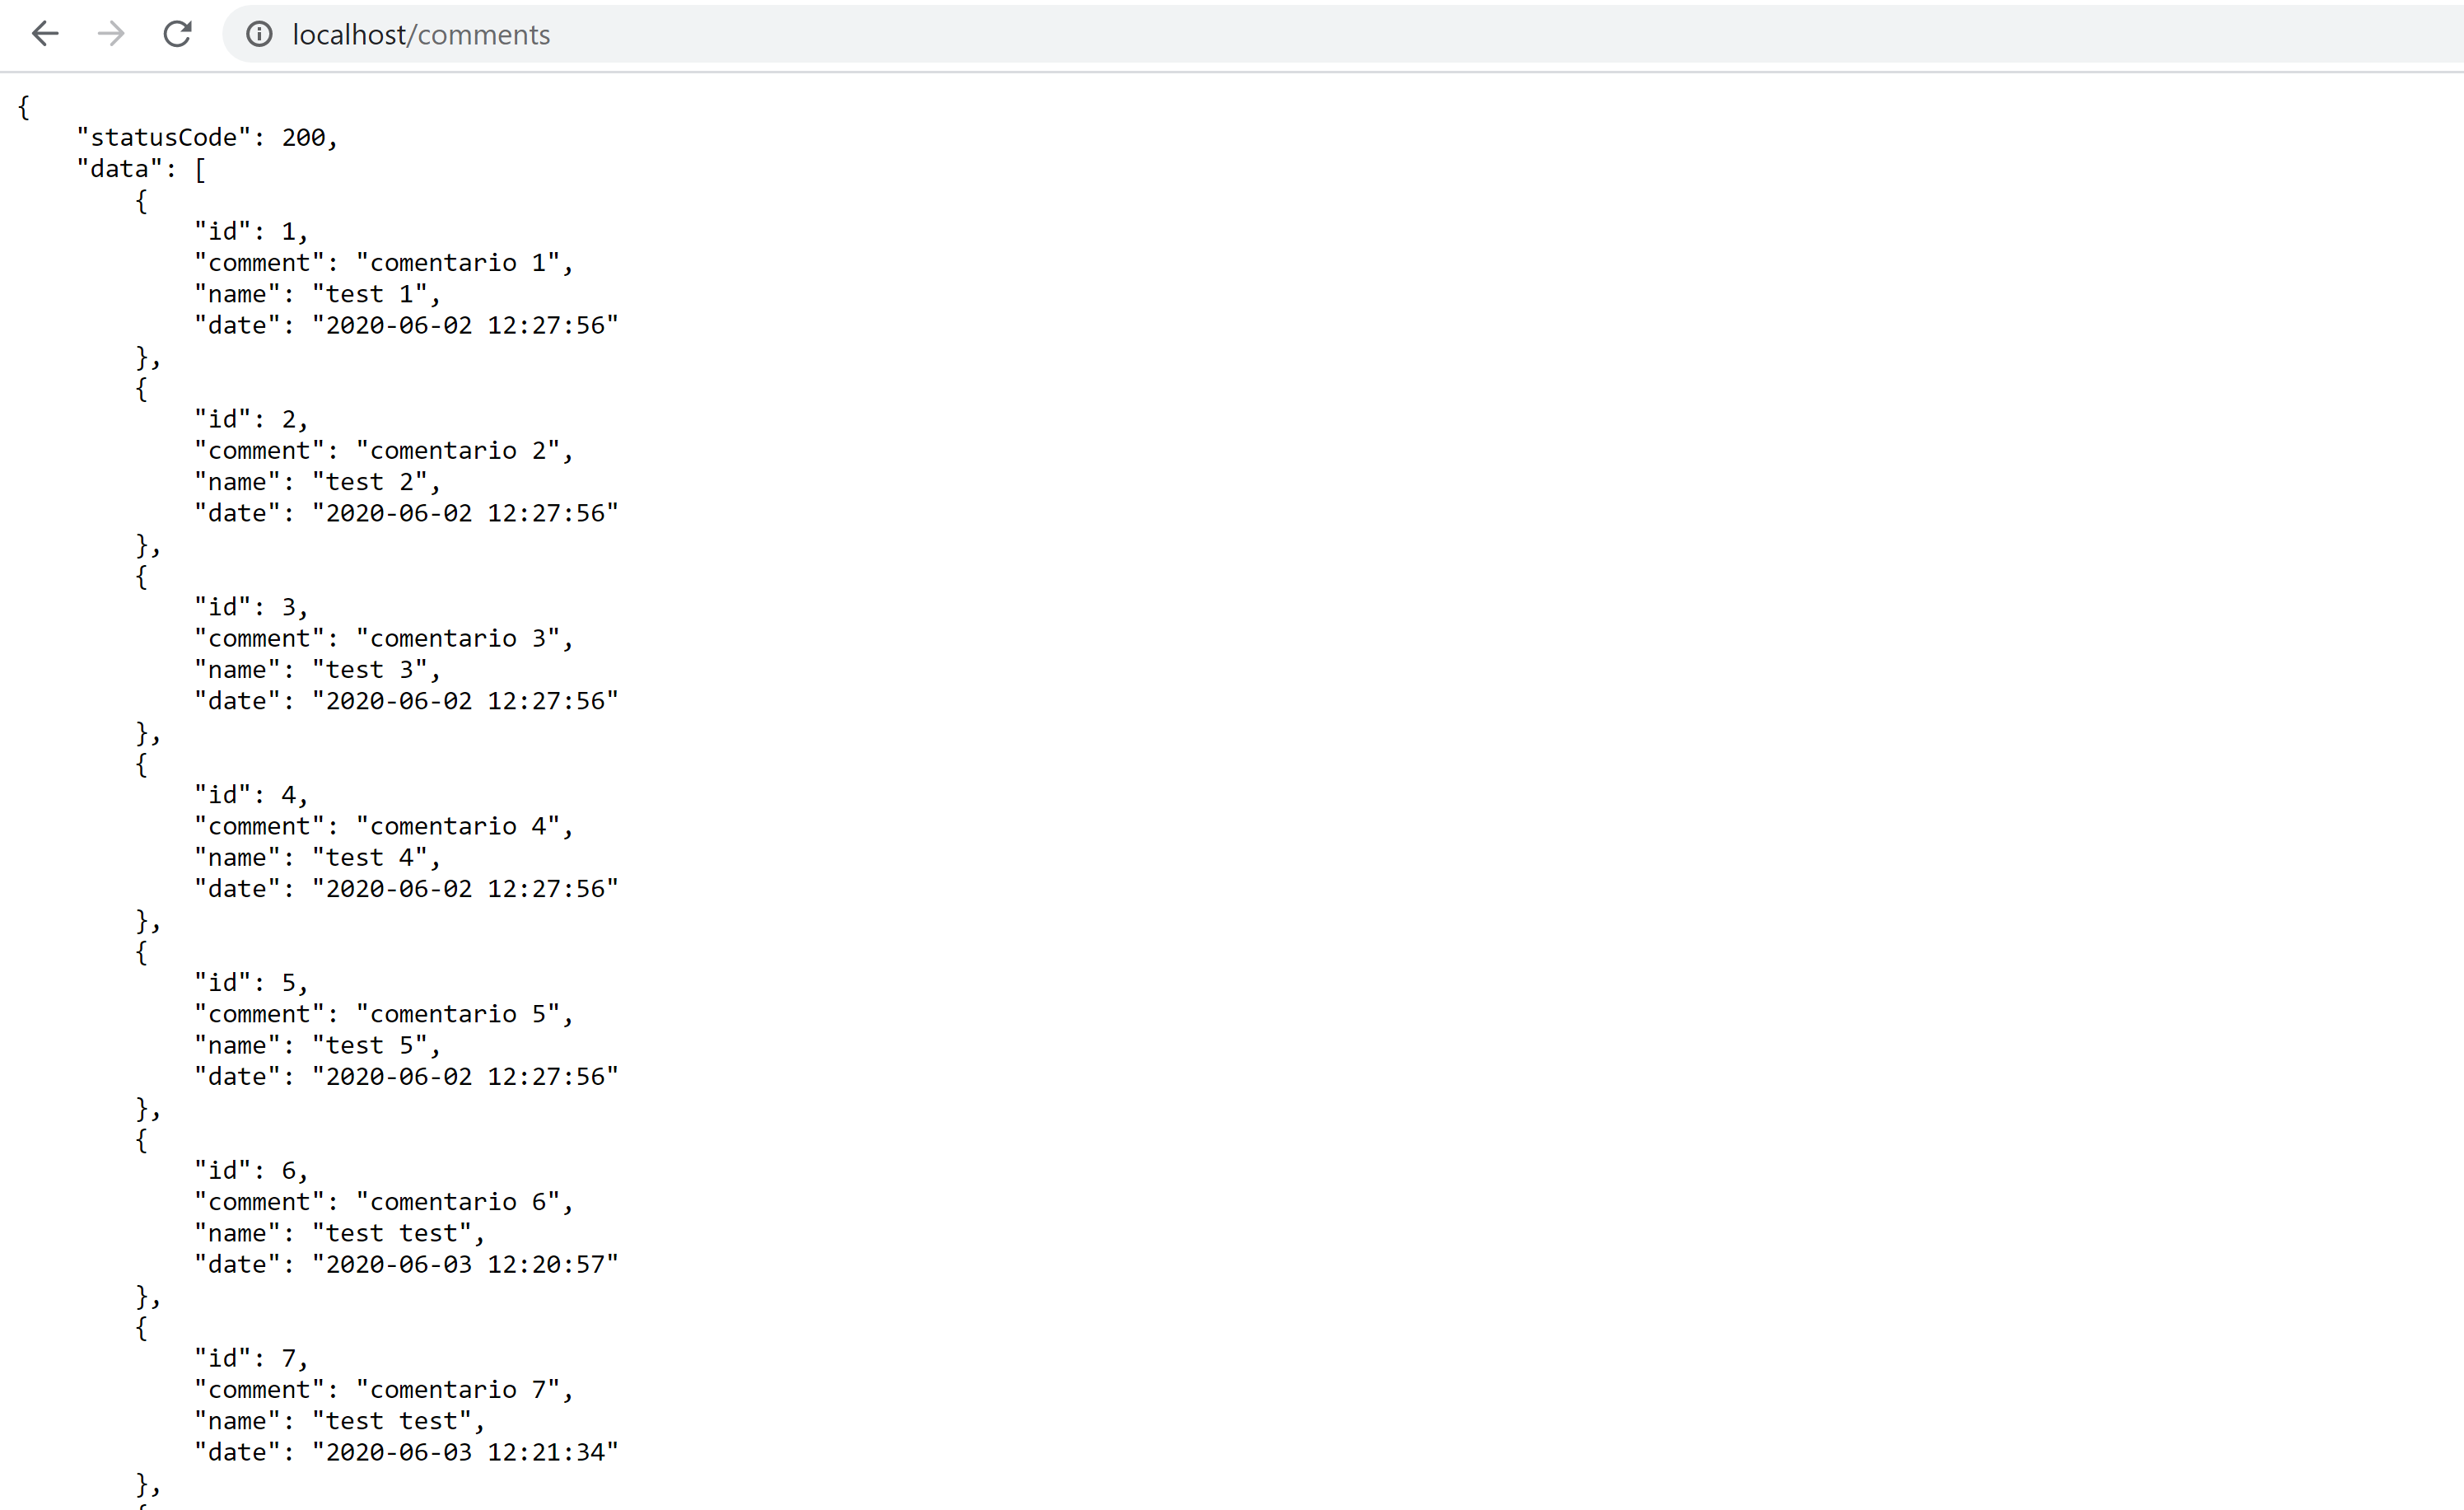 localhost/comments
{
    "statusCode": 200,
    "data": [
        {
            "id": 1,
            "comment": "comentario 1",
            "name": "test 1",
            "date": "2020-06-02 12:27:56"
        },
        {
            "id": 2,
            "comment": "comentario 2",
            "name": "test 2",
            "date": "2020-06-02 12:27:56"
        },
        {
            "id": 3,
            "comment": "comentario 3",
            "name": "test 3",
            "date": "2020-06-02 12:27:56"
        },
        {
            "id": 4,
            "comment": "comentario 4",
            "name": "test 4",
            "date": "2020-06-02 12:27:56"
        },
        {
            "id": 5,
            "comment": "comentario 5",
            "name": "test 5",
            "date": "2020-06-02 12:27:56"
        },
        {
            "id": 6,
            "comment": "comentario 6",
            "name": "test test",
            "date": "2020-06-03 12:20:57"
        },
        {
            "id": 7,
            "comment": "comentario 7",
            "name": "test test",
            "date": "2020-06-03 12:21:34"
        },
        {